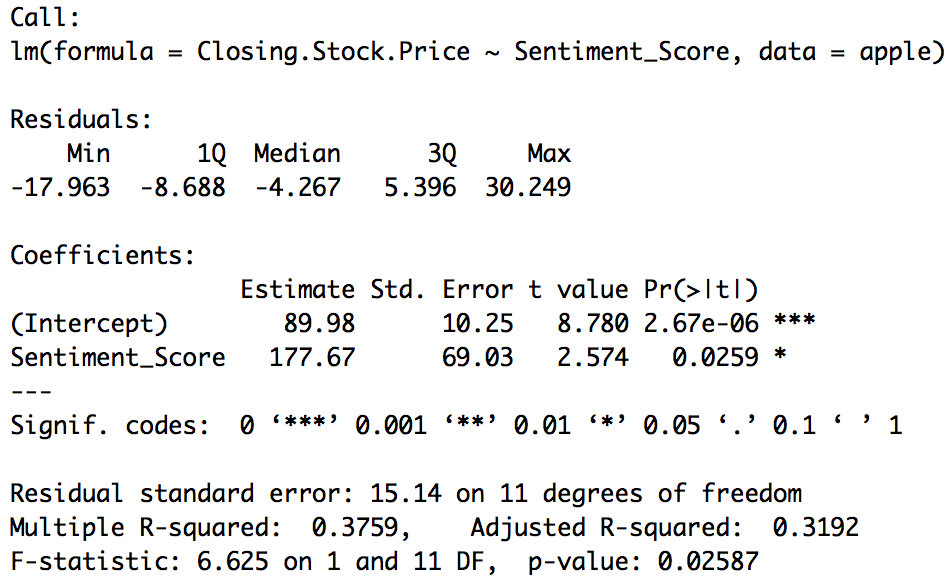 Call:
lm(formula = Closing.Stock.Price ~ Sentiment_Score, data = apple)
Residuals:
Min 1Q Median 3Q Max
-17.963 -8.688 -4.267 5.396 30.249
Coefficients:
Estimate Std. Error t value Pr(>|t|)
(Intercept) 89.98 10.25 8.780 2.67e-06 ***
Sentiment_Score 177.67 69.03 2.574 0.0259 *
---
Signif. codes: 0 ‘***’ 0.001 ‘**’ 0.01 ‘*’ 0.05 ‘.’ 0.1 ‘ ’ 1
Residual standard error: 15.14 on 11 degrees of freedom
Multiple R-squared: 0.3759, Adjusted R-squared: 0.3192
F-statistic: 6.625 on 1 and 11 DF, p-value: 0.02587